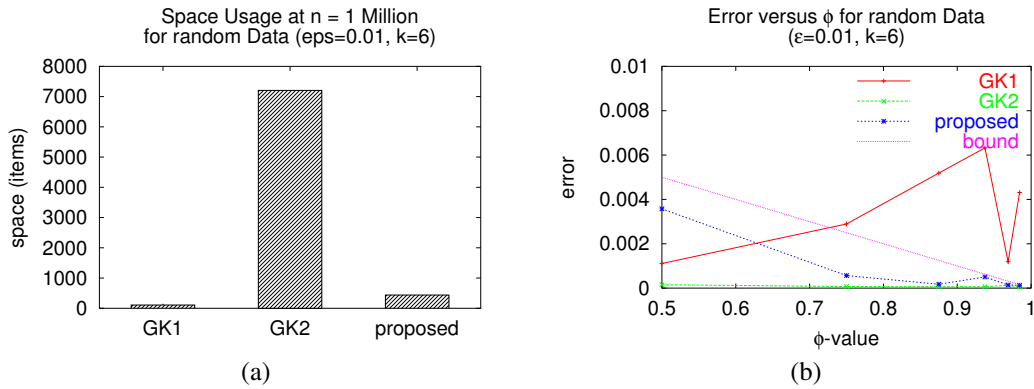 Space Usage at n = 1 Million
for random Data (eps=0.01, k=6)
8000
7000
6000
5000
4000
3000
2000
1000
0
space (items)
GK1 GK2 proposed
(a)
Error versus ϕ for random Data
(ε=0.01, k=6)
0.01
0.008
0.006
0.004
0.002
0
error
GK1
GK2
proposed
bound
0.5 0.6 0.7 0.8 0.9 1
ϕ-value
(b)